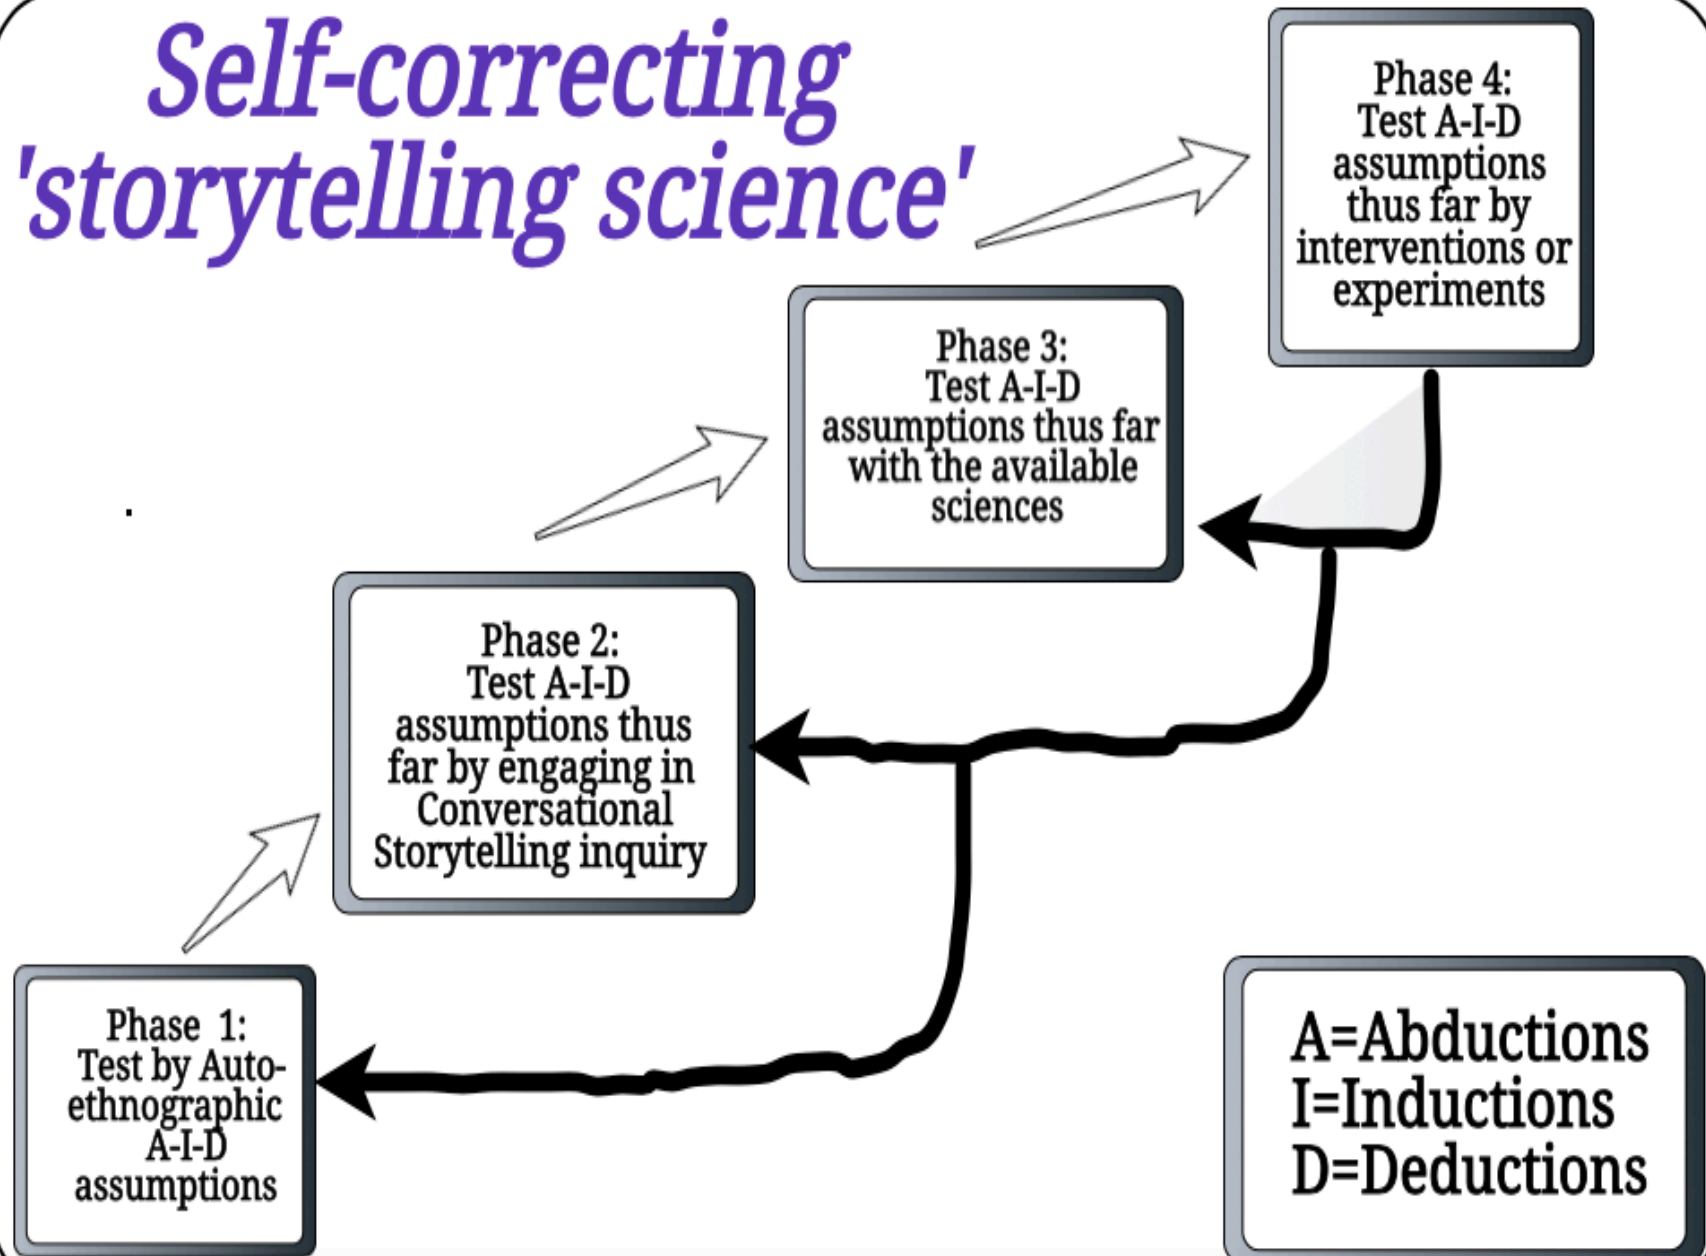 Self-correcting
'storytelling science'
Phase 4:
Test A-I-D
assumptions
thus far by
interventions or
experiments
Phase 3:
Test A-I-D
assumptions thus far
with the available
sciences
.
Phase 2:
Test A-I-D
assumptions thus
far by engaging in
Conversational
Storytelling inquiry
Phase 1:
Test by Auto-
ethnographic
A-I-D
assumptions
A=Abductions
I=Inductions
D=Deductions